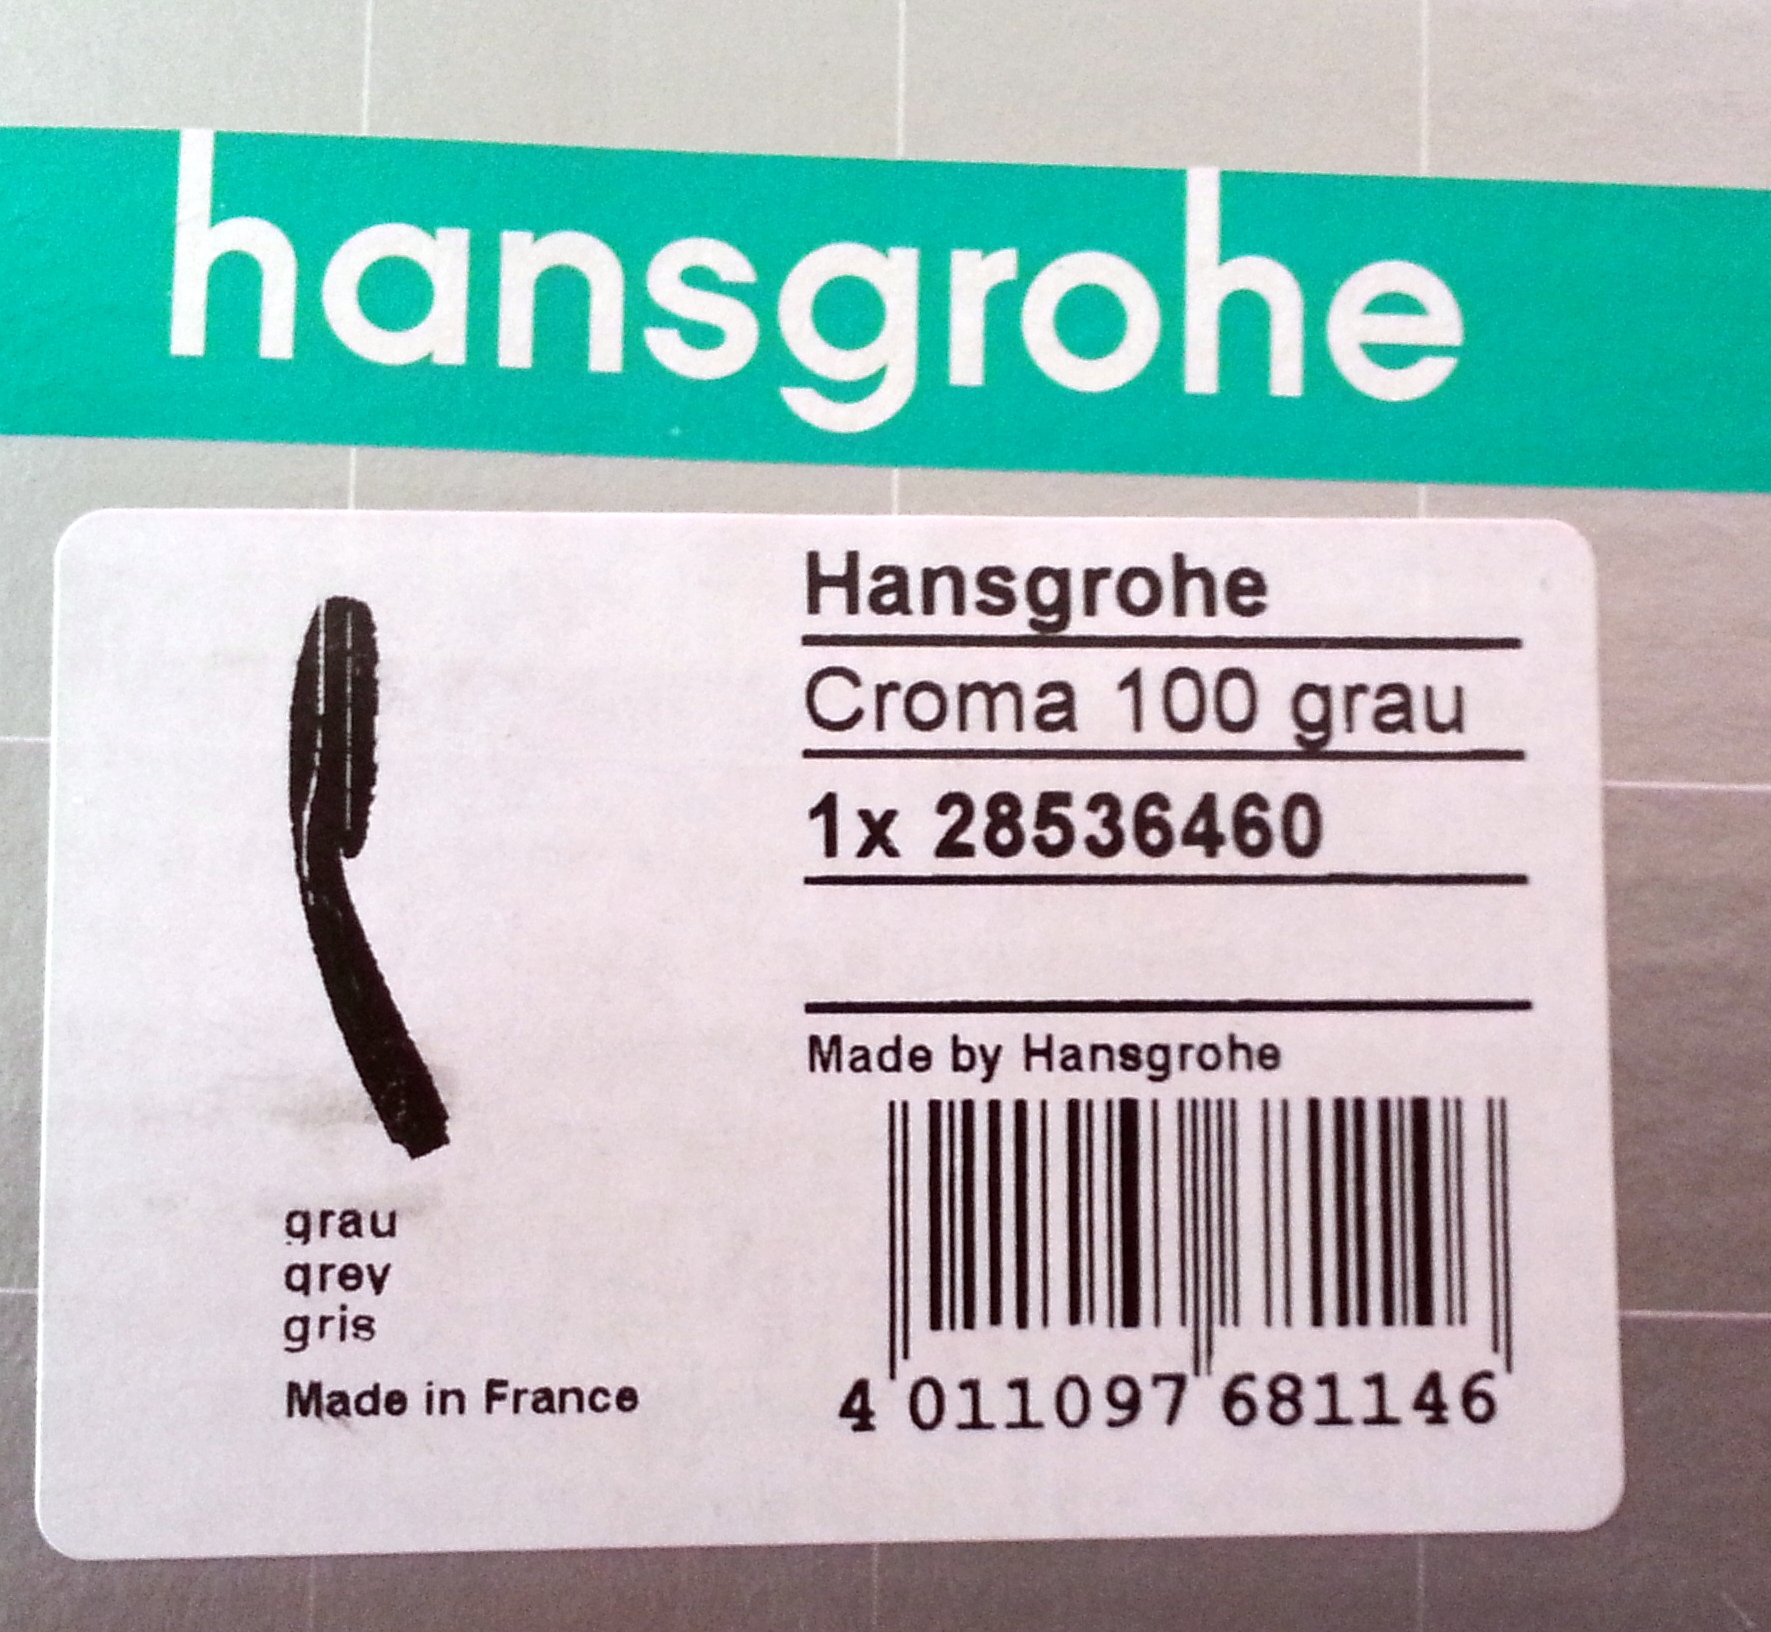 hansgrohe
Hansgrohe
Croma 100 grau
1x 28536460
Made by Hansgrohe
4 011097 681146
grau
grey
gris
Made in France